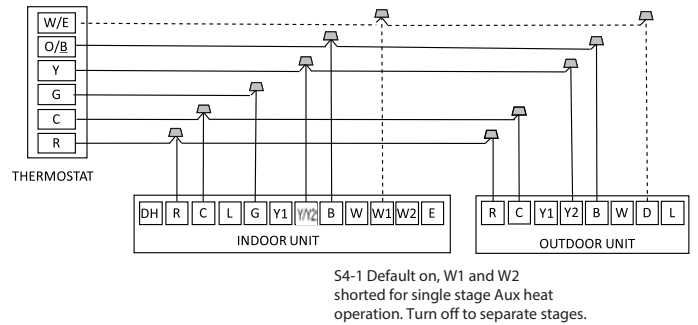 W/E
O/B
Y
G
C
R
THERMOSTAT
DH R C L G Y1 Y/Y2 B W W1 W2 E
INDOOR UNIT
R C Y1 Y2 B W D L
OUTDOOR UNIT
S4-1 Default on, W1 and W2
shorted for single stage Aux heat
operation. Turn off to separate stages.